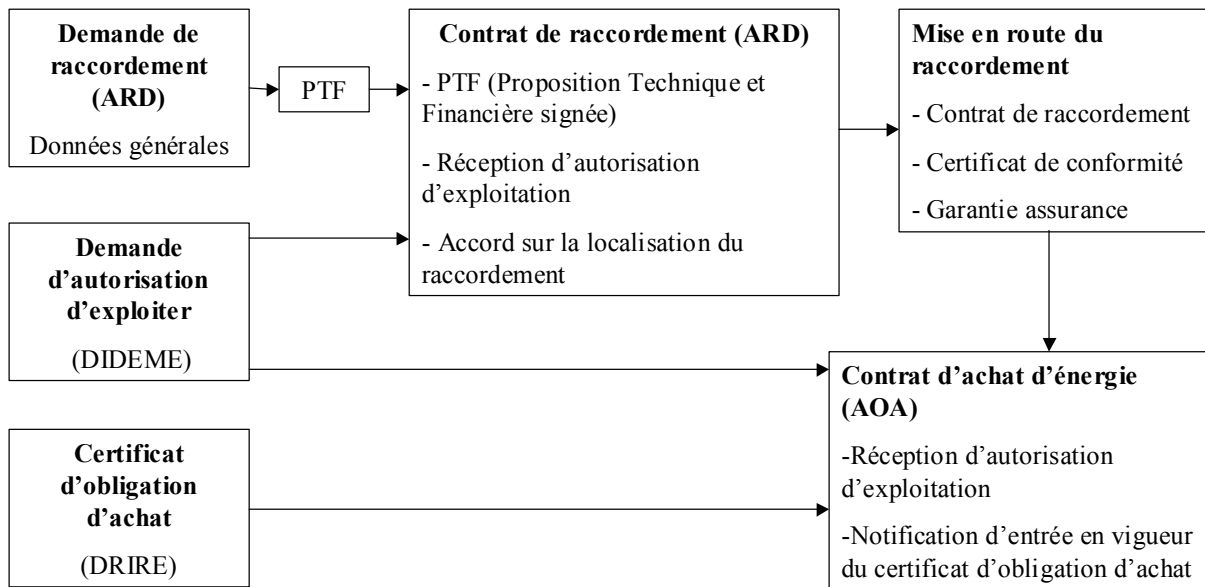 Demande de
raccordement
(ARD)
Données générales
PTF
Contrat de raccordement (ARD)
- PTF (Proposition Technique et
Financière signée)
- Réception d’autorisation
d’exploitation
- Accord sur la localisation du
raccordement
Mise en route du
raccordement
- Contrat de raccordement
- Certificat de conformité
- Garantie assurance
Demande
d’autorisation
d’exploiter
(DIDEME)
Certificat
d’obligation
d’achat
(DRIRE)
Contrat d’achat d’énergie
(AOA)
-Réception d’autorisation
d’exploitation
-Notification d’entrée en vigueur
du certificat d’obligation d’achat